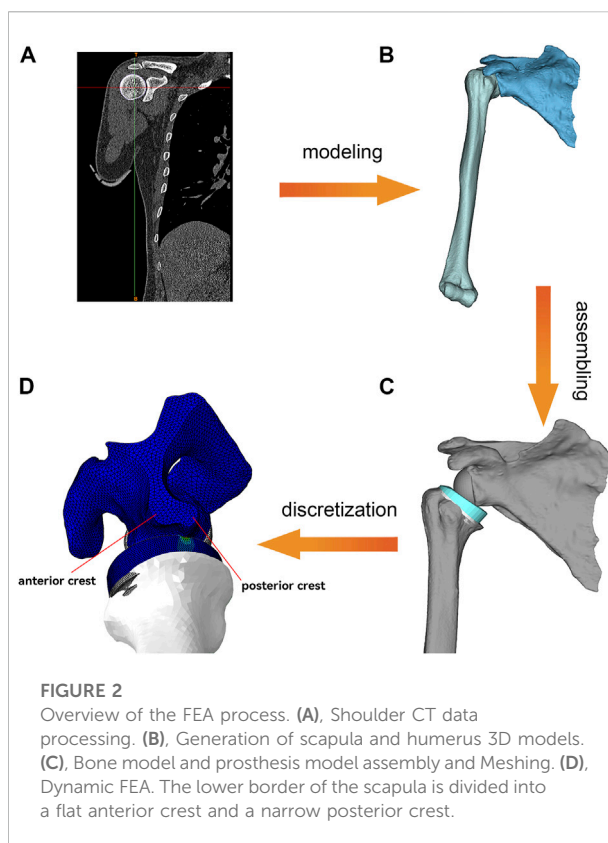 A
B
modeling
assembling
D
C
discretization
anterior crest
posterior crest
FIGURE 2
Overview of the FEA process. (A), Shoulder CT data
processing. (B), Generation of scapula and humerus 3D models.
(C), Bone model and prosthesis model assembly and Meshing. (D),
Dynamic FEA. The lower border of the scapula is divided into
a flat anterior crest and a narrow posterior crest.